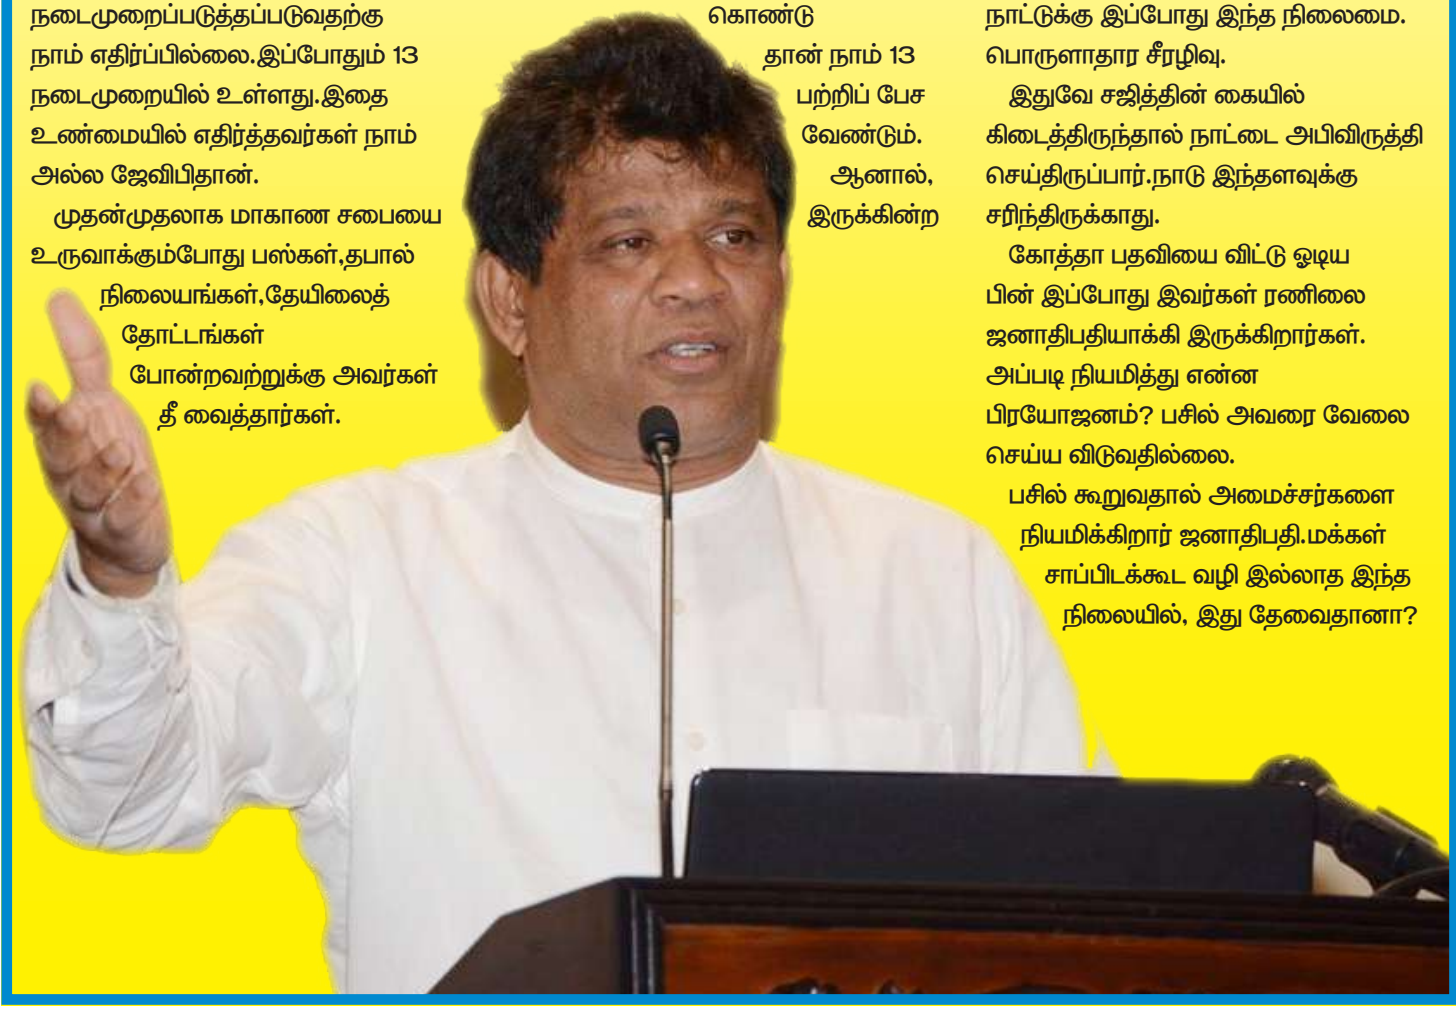 நடைமுறைப்படுத்தப்படுவதற்கு
நாம் எதிர்ப்பில்லை.இப்போதும் 13
நடைமுறையில் உள்ளது.இதை
உண்மையில் எதிர்த்தவர்கள் நாம்
அல்ல ஜேவிபிதான்.
முதன்முதலாக மாகாண சபையை
உருவாக்கும்போது பஸ்கள்,தபால்
நிலையங்கள்,தேயிலைத்
தோட்டங்கள்
போன்றவற்றுக்கு அவர்கள்
தீ வைத்தார்கள்.
கொண்டு
தான் நாம் 13
பற்றிப் பேச
வேண்டும்.
ஆனால்,
இருக்கின்ற
நாட்டுக்கு இப்போது இந்த நிலைமை.
பொருளாதார சீரழிவு.
இதுவே சஜித்தின் கையில்
கிடைத்திருந்தால் நாட்டை அபிவிருத்தி
செய்திருப்பார்.நாடு இந்தளவுக்கு
சரிந்திருக்காது.
கோத்தா பதவியை விட்டு ஓடிய
பின் இப்போது இவர்கள் ரணிலை
ஜனாதிபதியாக்கி இருக்கிறார்கள்.
அப்படி நியமித்து என்ன
பிரயோஜனம்? பசில் அவரை வேலை
செய்ய விடுவதில்லை.
பசில் கூறுவதால் அமைச்சர்களை
நியமிக்கிறார் ஜனாதிபதி.மக்கள்
சாப்பிடக்கூட வழி இல்லாத இந்த
நிலையில், இது தேவைதானா?